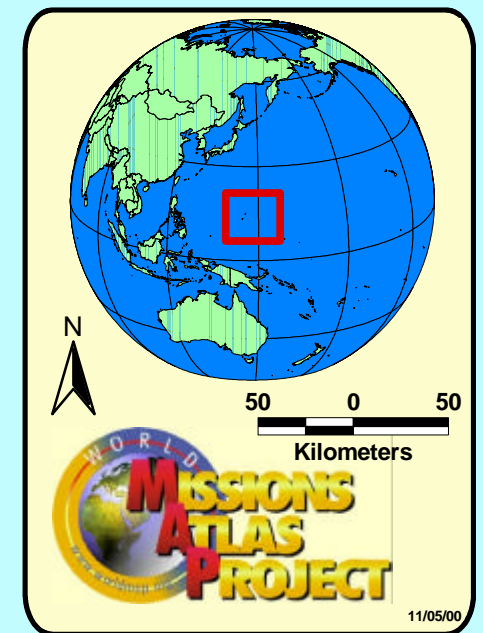 N
50 0 50
Kilometers
WORLD
MISSIONS
ATLAS
PROJECT
11/05/00